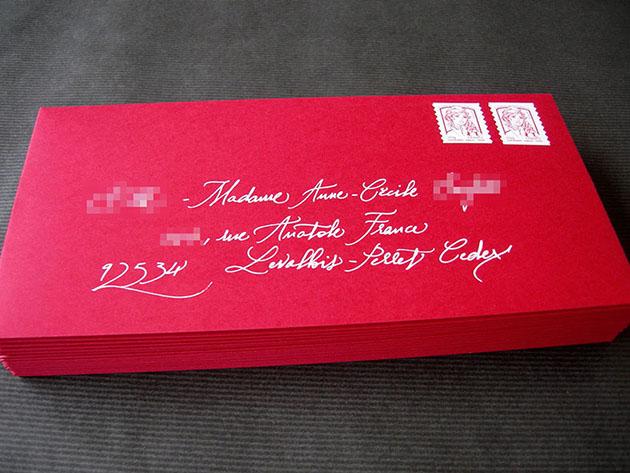 - Madame Anne-Cécile
, rue Anatole France
92534 Levallois-Perret Cedex